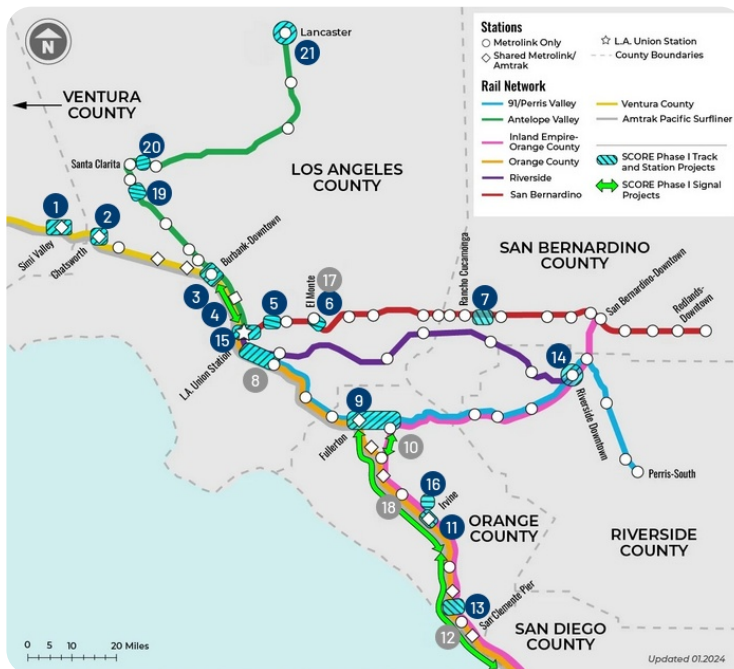 N
Lancaster
21
VENTURA
COUNTY
20
Santa Clarita
19
LOS ANGELES
COUNTY
Stations
Metrolink Only
Shared Metrolink/
Amtrak
L.A. Union Station
County Boundaries
Rail Network
91/Perris Valley
Antelope Valley
Inland Empire-
Orange County
Orange County
Riverside
San Bernardino
Ventura County
Amtrak Pacific Surfliner
SCORE Phase I Track
and Station Projects
SCORE Phase I Signal
Projects
1
Simi Valley
2
Chatsworth
Burbank-Downtown
3
4
15
L.A. Union Station
5
El Monte
17
6
Rancho Cucamonga
7
SAN BERNARDINO
COUNTY
San Bernardino-Downtown
Redlands-
Downtown
8
14
Riverside Downtown
9
Fullerton
10
Perris-South
16
Irvine
18
11
ORANGE
COUNTY
RIVERSIDE
COUNTY
13
San Clemente Pier
12
SAN DIEGO
COUNTY
0 5 10 20 Miles
Updated 01.2024